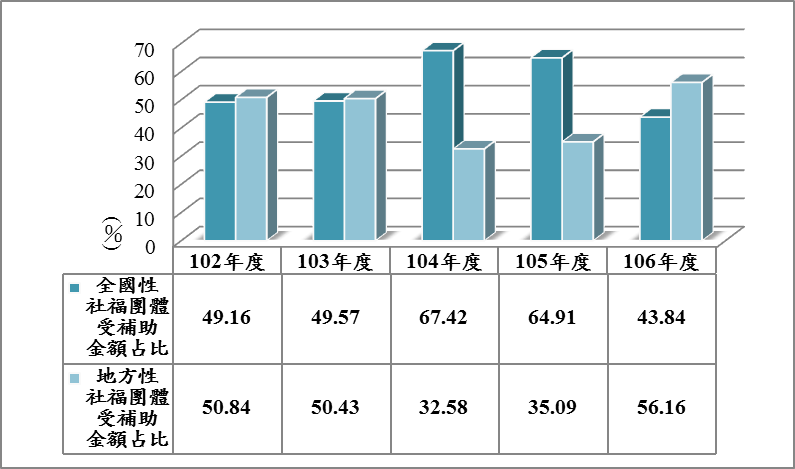 70
60
50
40
30
20
10
0
(%)
102年度 103年度 104年度 105年度 106年度
全國性
社福團體
受補助
金額占比
49.16 49.57 67.42 64.91 43.84
地方性
社福團體
受補助
金額占比
50.84 50.43 32.58 35.09 56.16